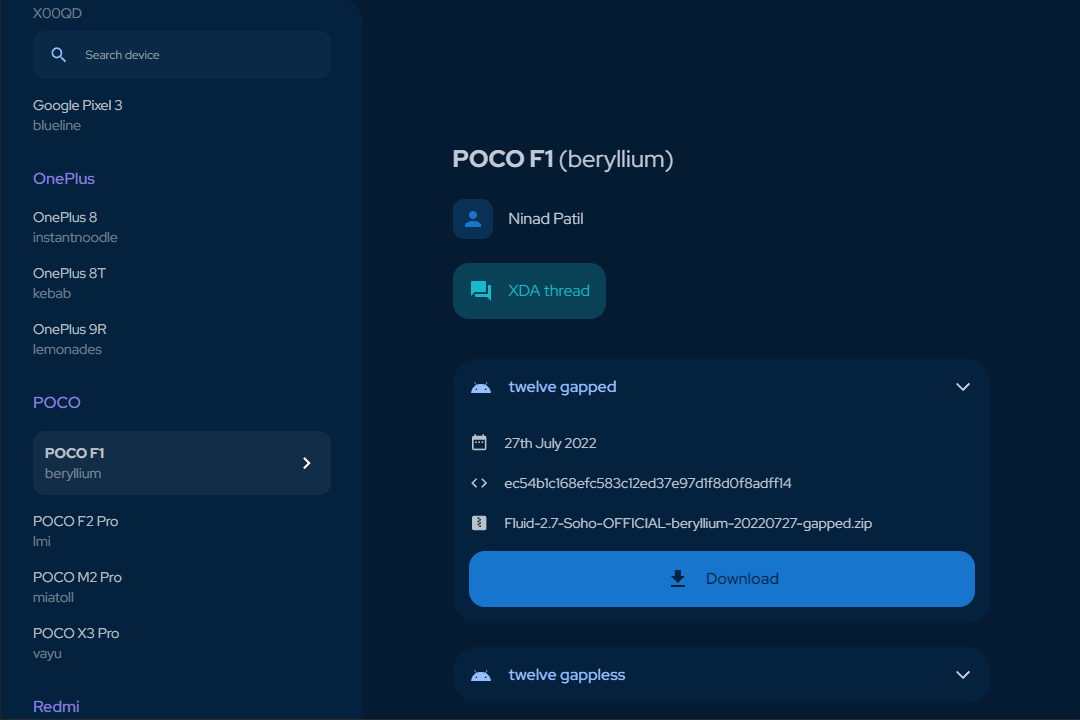 X00QD
Search device
Google Pixel 3
blueline
OnePlus
OnePlus 8
instantnoodle
OnePlus 8T
kebab
OnePlus 9R
lemonades
POCO
POCO F1
beryllium
POCO F2 Pro
lmi
POCO M2 Pro
miatoll
POCO X3 Pro
vayu
Redmi
POCO F1 (beryllium)
Ninad Patil
XDA thread
twelve gapped
27th July 2022
ec54b1c168efc583c12ed37e97d1f8d0f8adff14
Fluid-2.7-Soho-OFFICIAL-beryllium-20220727-gapped.zip
Download
twelve gappless